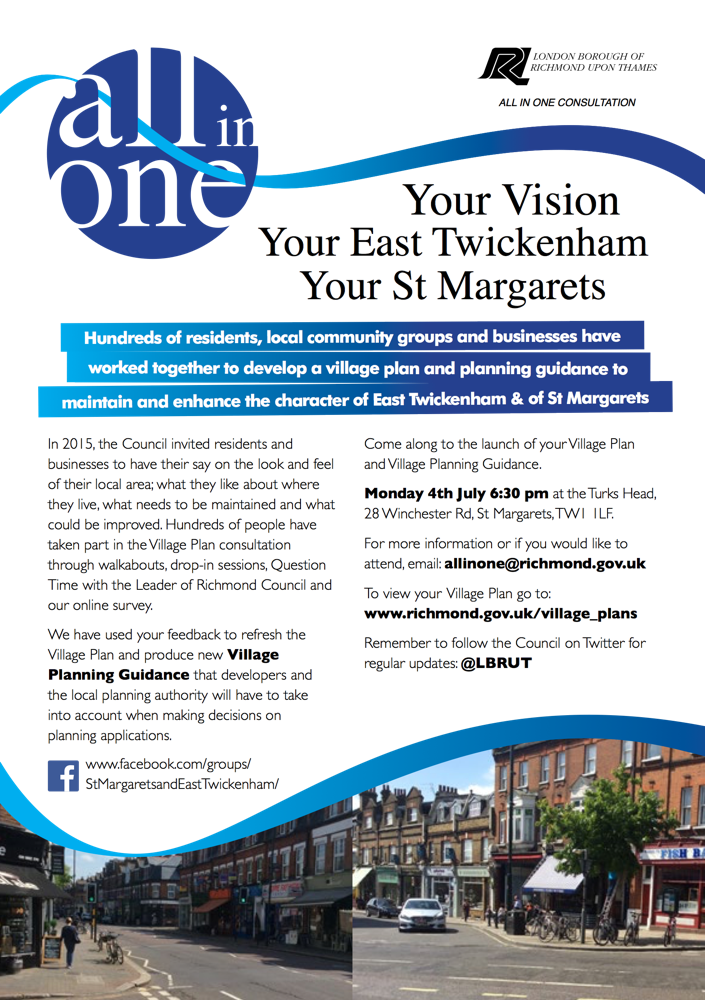 all in
one
LONDON BOROUGH OF
RICHMOND UPON THAMES
ALL IN ONE CONSULTATION
Your Vision
Your East Twickenham
Your St Margarets
Hundreds of residents, local community groups and businesses have
worked together to develop a village plan and planning guidance to
maintain and enhance the character of East Twickenham & of St Margarets
In 2015, the Council invited residents and
businesses to have their say on the look and feel
of their local area; what they like about where
they live, what needs to be maintained and what
could be improved. Hundreds of people have
taken part in the Village Plan consultation
through walkabouts, drop-in sessions, Question
Time with the Leader of Richmond Council and
our online survey.
We have used your feedback to refresh the
Village Plan and produce new Village
Planning Guidance that developers and
the local planning authority will have to take
into account when making decisions on
planning applications.
f
www.facebook.com/groups/
StMargaretsandEastTwickenham/
Come along to the launch of your Village Plan
and Village Planning Guidance.
Monday 4th July 6:30 pm at the Turks Head,
28 Winchester Rd, St Margarets, TW1 1LF.
For more information or if you would like to
attend, email: allinone@richmond.gov.uk
To view your Village Plan go to:
www.richmond.gov.uk/village_plans
Remember to follow the Council on Twitter for
regular updates: @LBRUT
FISH